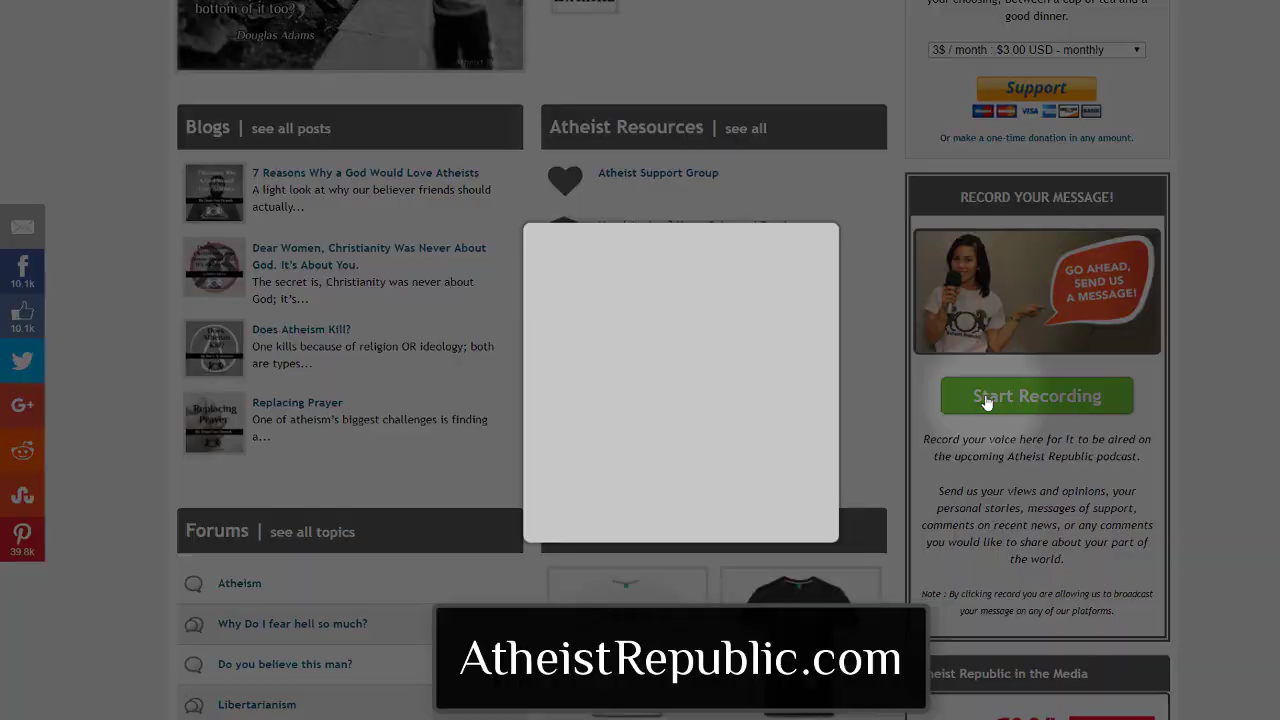 bottom of it too?
Douglas Adams
your choosing, between a cup of tea and a
good dinner.
3$ / month : $3.00 USD - monthly
Support
VISA
Or make a one-time donation in any amount.
Blogs | see all posts
7 Reasons Why a God Would Love Atheists
A light look at why our believer friends should
actually...
Dear Women, Christianity Was Never About
God. It's About You.
The secret is, Christianity was never about
God; it's...
Does Atheism Kill?
One kills because of religion OR ideology; both
are types...
Replacing Prayer
One of atheism's biggest challenges is finding
a...
Atheist Resources | see all
Atheist Support Group
RECORD YOUR MESSAGE!
GO AHEAD,
SEND US
A MESSAGE!
Start Recording
Record your voice here for it to be aired on
the upcoming Atheist Republic podcast.
Send us your views and opinions, your
personal stories, messages of support,
comments on recent news, or any comments
you would like to share about your part of
the world.
Note : By clicking record you are allowing us to broadcast
your message on any of our platforms.
10.1k
10.1k
G+
39.8k
Forums | see all topics
Atheism
Why Do I fear hell so much?
Do you believe this man?
Libertarianism
AtheistRepublic.com
eist Republic in the Media